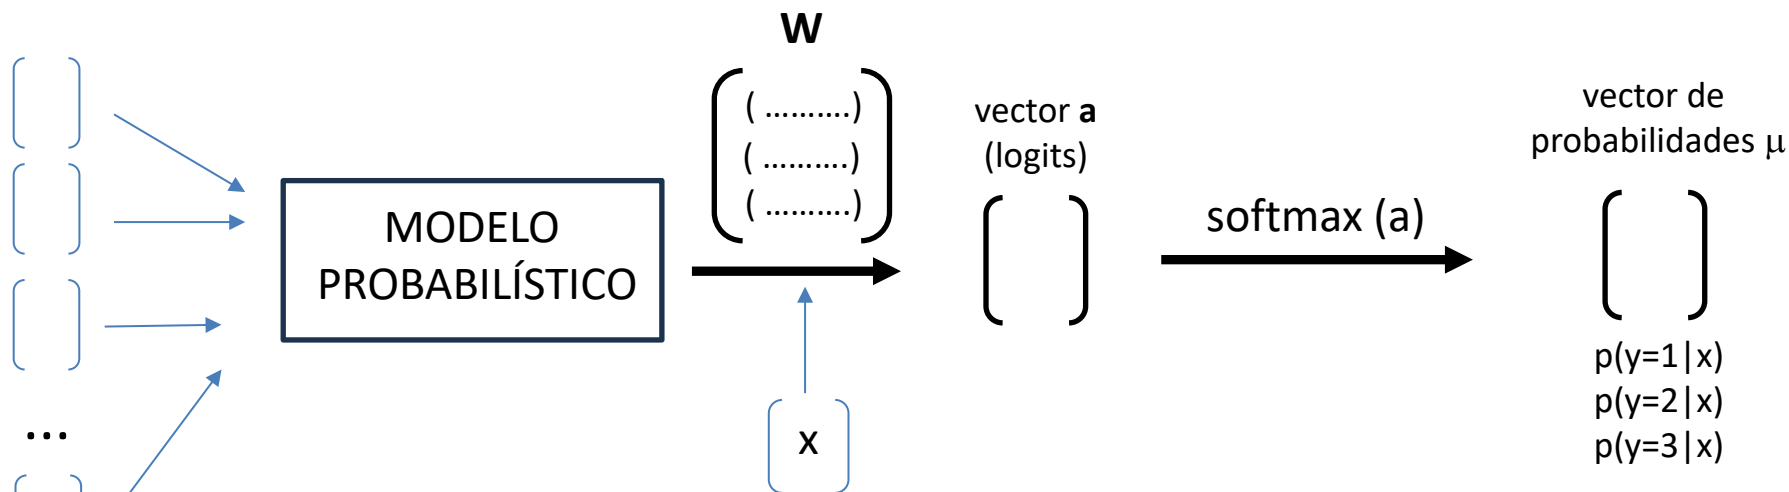 W
( ..........)
( ..........)
( ..........)
vector a
(logits)
vector de
probabilidades μ
MODELO
PROBABILÍSTICO
softmax (a)
x
...
p(y=1|x)
p(y=2|x)
p(y=3|x)